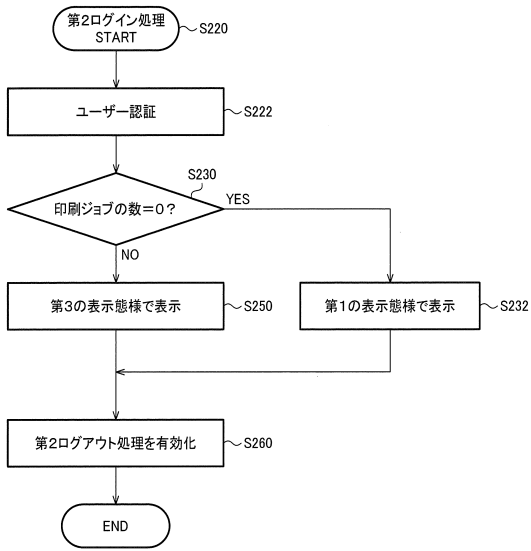 第2ログイン処理
START
S220
ユーザー認証
S222
S230
印刷ジョブの数=0?
YES
NO
第3の表示態様で表示
S250
第1の表示態様で表示
S232
第2ログアウト処理を有効化
S260
END